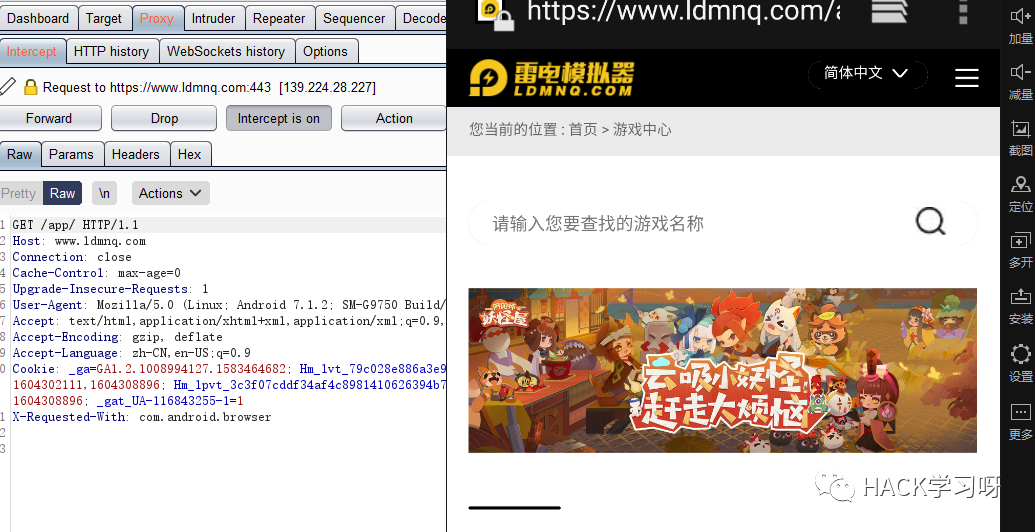 Dashboard Target Proxy Intruder Repeater Sequencer Decode
Intercept HTTP history WebSockets history Options
Request to https://www.ldmnq.com:443 [139.224.28.227]
Forward Drop Intercept is on Action
Raw Params Headers Hex
Pretty Raw \n Actions
1 GET /app/ HTTP/1.1
2 Host: www.ldmnq.com
3 Connection: close
4 Cache-Control: max-age=0
5 Upgrade-Insecure-Requests: 1
6 User-Agent: Mozilla/5.0 (Linux; Android 7.1.2; SM-G9750 Build/
7 Accept: text/html,application/xhtml+xml,application/xml;q=0.9,
8 Accept-Encoding: gzip, deflate
9 Accept-Language: zh-CN,en-US;q=0.9
0 Cookie: _ga=GA1.2.1008994127.1583464682; Hm_lvt_79c028e886a3e9
1604302111,1604308896; Hm_lpvt_3c3f07cddf34af4c8981410626394b7
1604308896; _gat_UA-116843255-1=1
1 X-Requested-With: com.android.browser
2
3
https://www.ldmnq.com/a
雷电模拟器
LDMNQ.COM
简体中文
您当前的位置 : 首页 > 游戏中心
请输入您要查找的游戏名称
妖怪屋
云吸小妖怪
赶走大烦恼
HACK学习呀
加量
减量
截图
定位
多开
安装
设置
更多